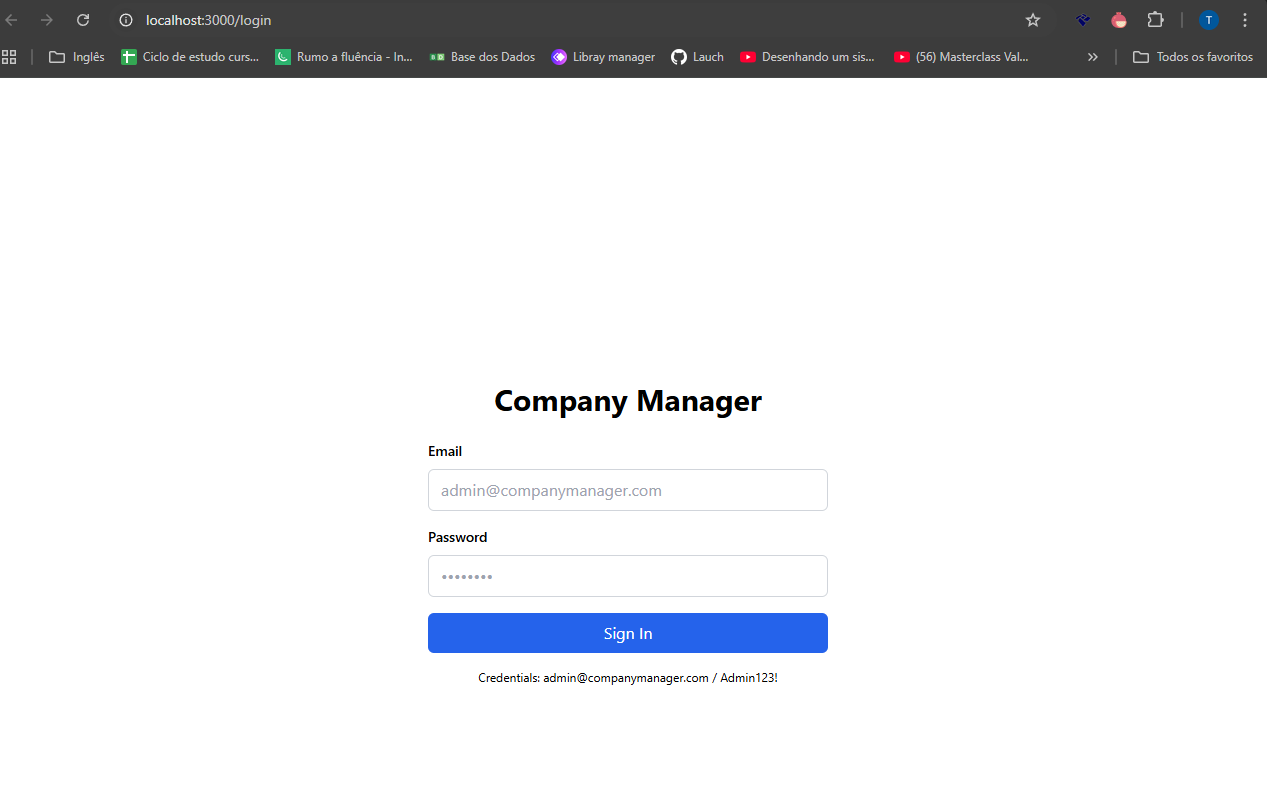 localhost:3000/login
T
Inglês Ciclo de estudo curs... Rumo a fluência - In... Base dos Dados Libray manager Lauch Desenhando um sis... (56) Masterclass Val... Todos os favoritos
Company Manager
Email
admin@companymanager.com
Password
••••••••
Sign In
Credentials: admin@companymanager.com / Admin123!